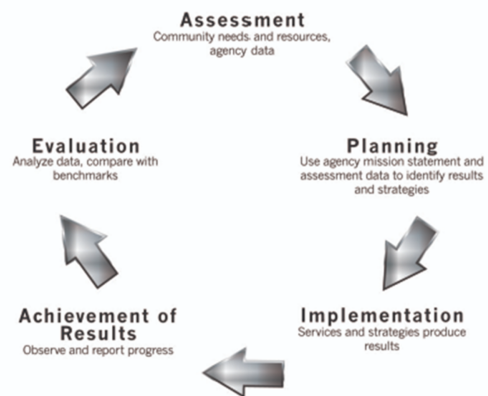 Assessment
Community needs and resources,
agency data
Planning
Use agency mission statement and
assessment data to identify results
and strategies
Implementation
Services and strategies produce
results
Achievement of
Results
Observe and report progress
Evaluation
Analyze data, compare with
benchmarks